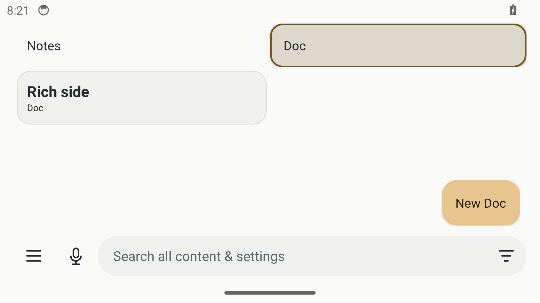 8:21
Notes
Doc
Rich side
Doc
New Doc
Search all content & settings